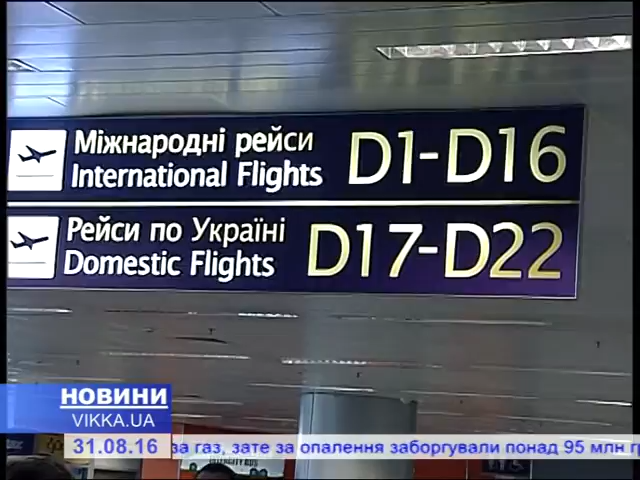 Міжнародні рейси
International Flights
D1-D16
Рейси по Україні
Domestic Flights
D17-D22
НОВИНИ
VIKKA.UA
31.08.16
за газ, зате за опалення заборгували понад 95 млн